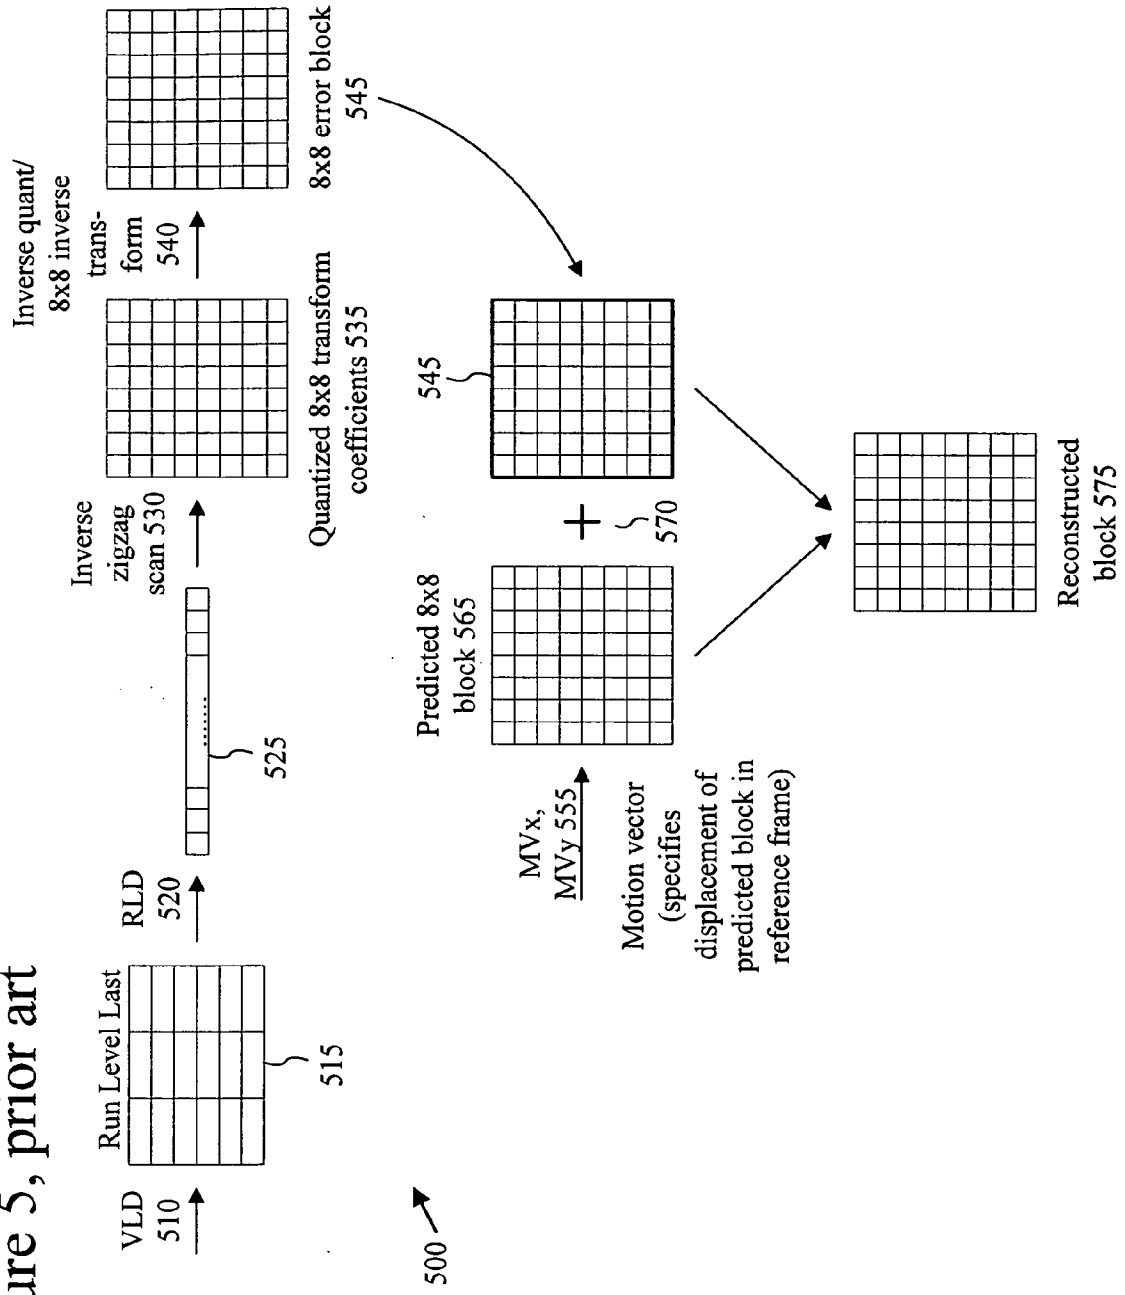 ure 5, prior art
VLD
510
Run Level Last
515
RLD
520
525
Inverse
zigzag
scan 530
Quantized 8x8 transform
coefficients 535
Inverse quant/
8x8 inverse
trans-
form
540
8x8 error block
545
500
MVx,
MVy 555
Motion vector
(specifies
displacement of
predicted block in
reference frame)
Predicted 8x8
block 565
+
570
545
Reconstructed
block 575